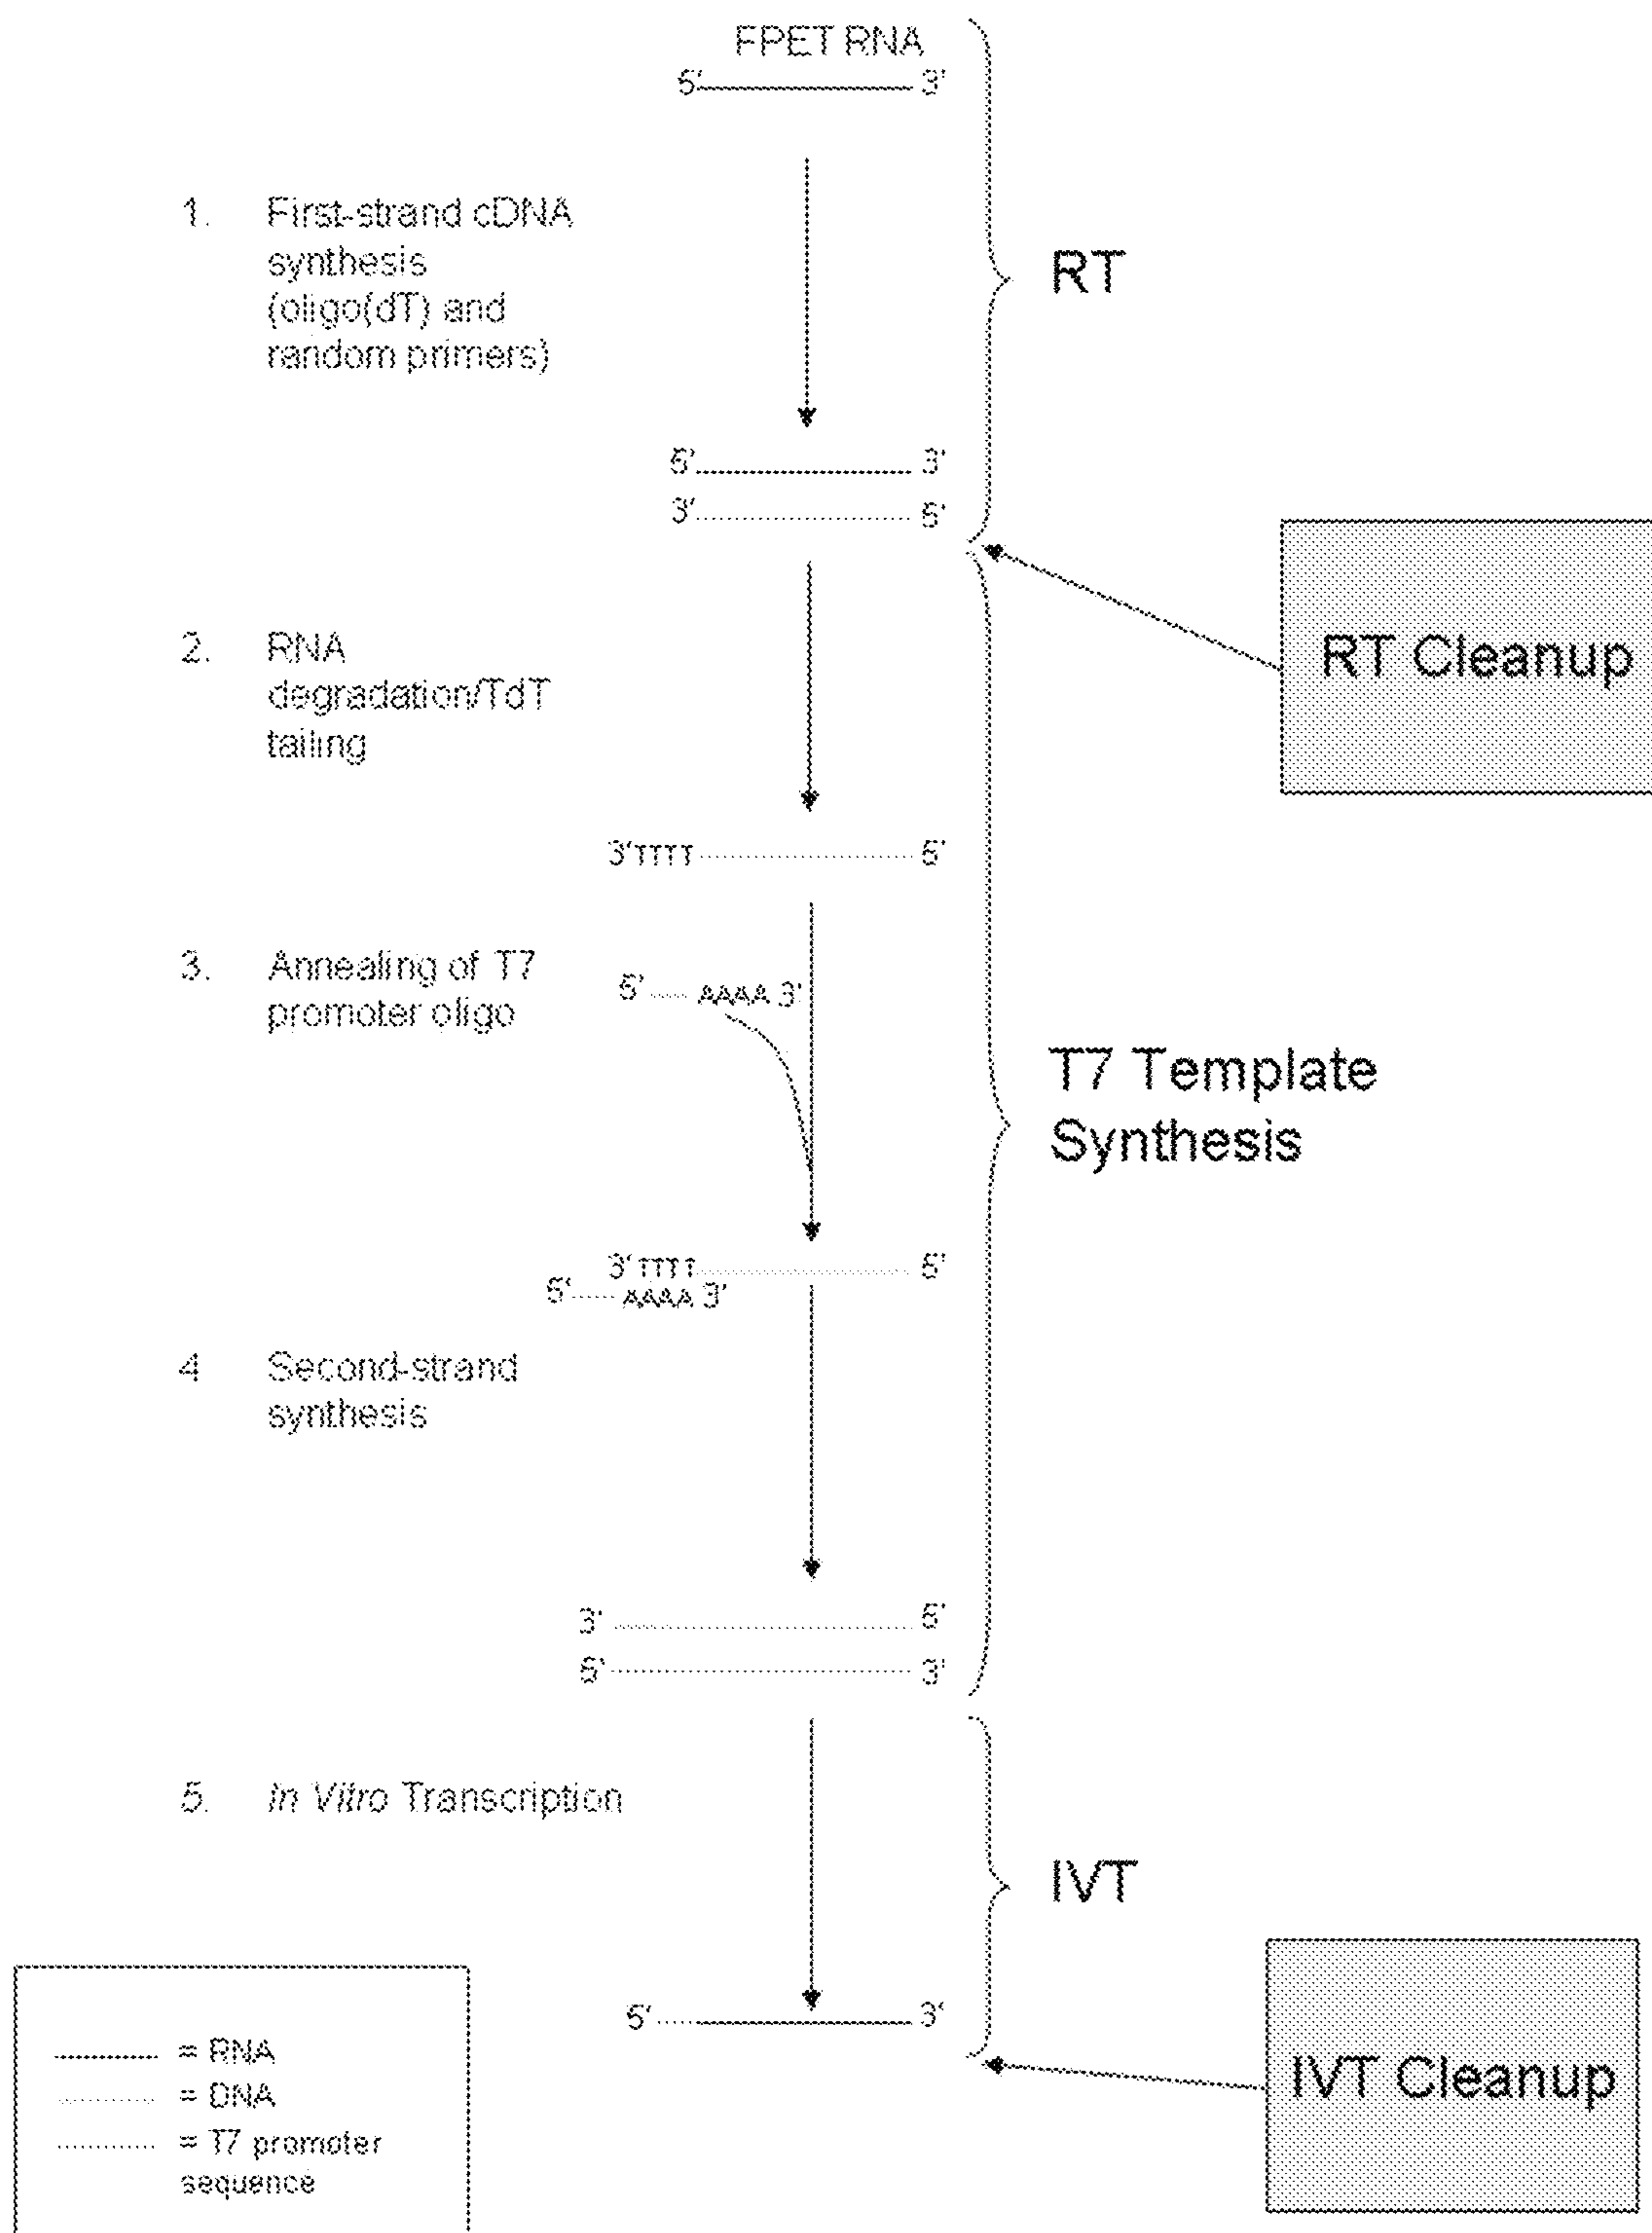 FPET RNA
5' 3'
1. First-strand cDNA
synthesis
(oligo(dT) and
random primers)
RT
5' 3'
3' 5'
RT Cleanup
2. RNA
degradation/TdT
tailing
3'TTTT 5'
3. Annealing of T7
promoter oligo
5' AAAA 3'
T7 Template
Synthesis
3'TTTT 5'
5' AAAA 3'
4 Second-strand
synthesis
3' 5'
5' 3'
5. In Vitro Transcription
IVT
5' 3'
IVT Cleanup
= RNA
= DNA
= T7 promoter
sequence